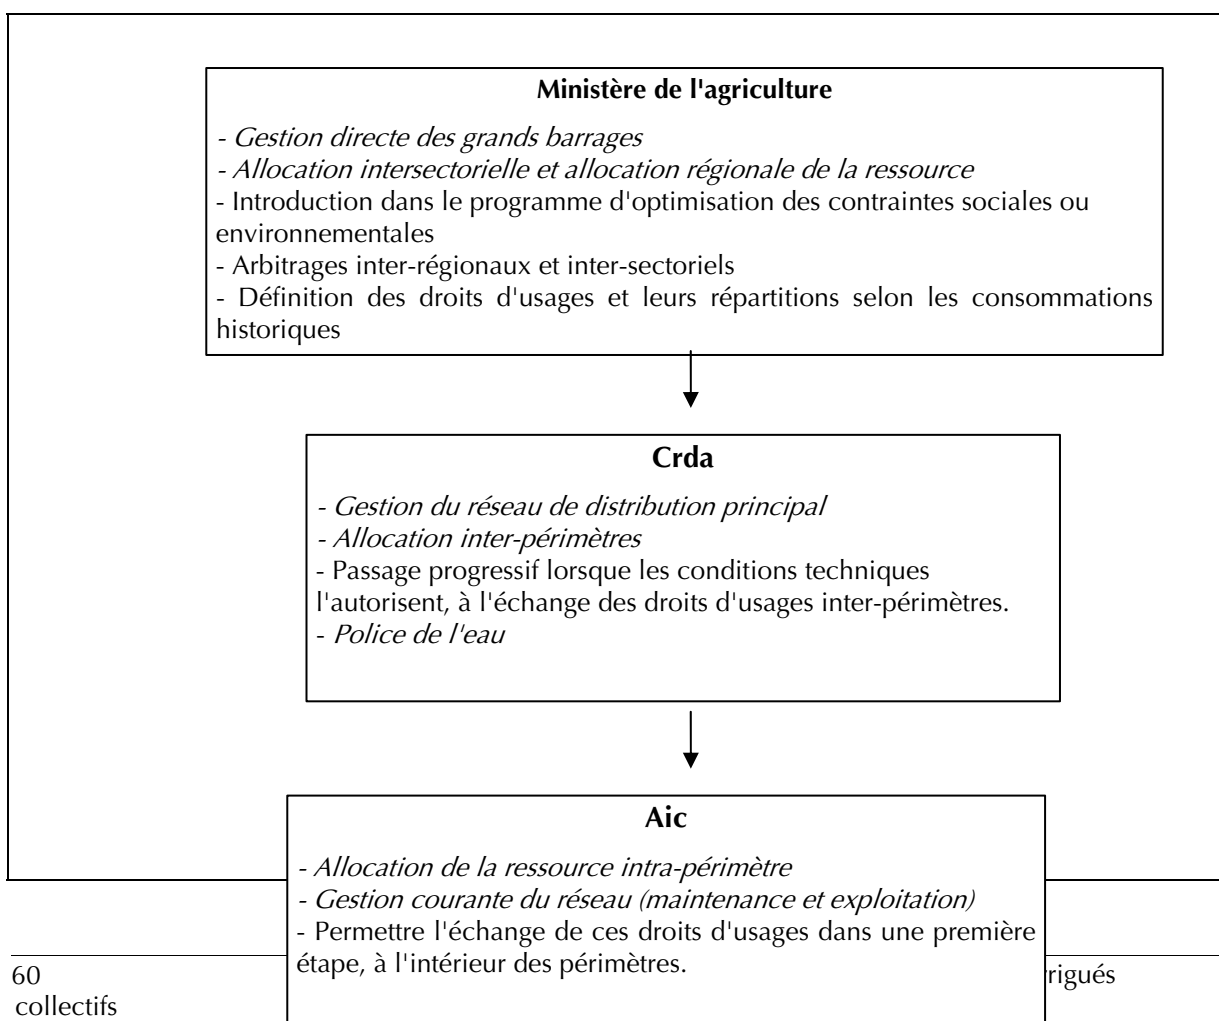 Ministère de l'agriculture
- Gestion directe des grands barrages
- Allocation intersectorielle et allocation régionale de la ressource
- Introduction dans le programme d'optimisation des contraintes sociales ou
environnementales
- Arbitrages inter-régionaux et inter-sectoriels
- Définition des droits d'usages et leurs répartitions selon les consommations
historiques
Crda
- Gestion du réseau de distribution principal
- Allocation inter-périmètres
- Passage progressif lorsque les conditions techniques
l'autorisent, à l'échange des droits d'usages inter-périmètres.
- Police de l'eau
Aic
- Allocation de la ressource intra-périmètre
- Gestion courante du réseau (maintenance et exploitation)
- Permettre l'échange de ces droits d'usages dans une première
étape, à l'intérieur des périmètres.
60 rigués
collectifs